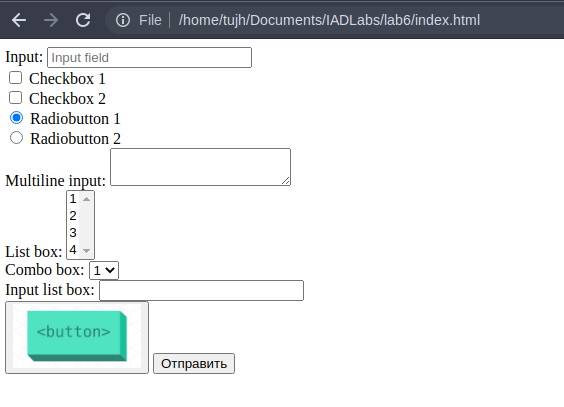 File | /home/tujh/Documents/IADLabs/lab6/index.html
Input: Input field
Checkbox 1
Checkbox 2
Radiobutton 1
Radiobutton 2
Multiline input:
1
2
3
List box: 4
Combo box: 1
Input list box:
<button>
Отправить